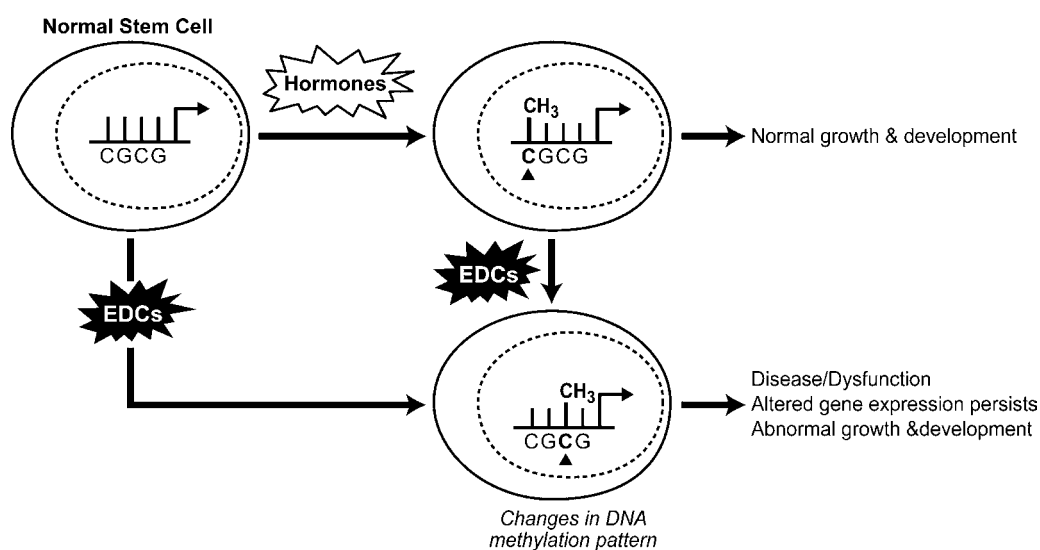 Normal Stem Cell
Hormones
CGCG
CH3
CGCG
Normal growth & development
EDCs
EDCs
CH3
CGCG
Disease/Dysfunction
Altered gene expression persists
Abnormal growth &development
Changes in DNA
methylation pattern